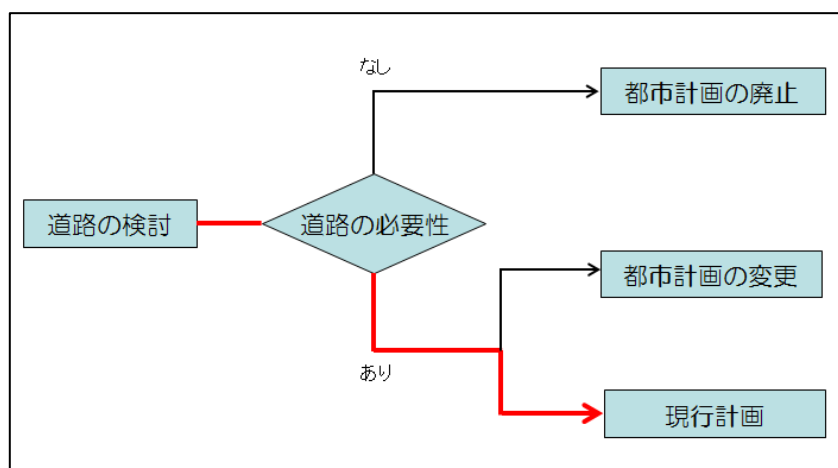 なし
都市計画の廃止
道路の検討
道路の必要性
都市計画の変更
あり
現行計画